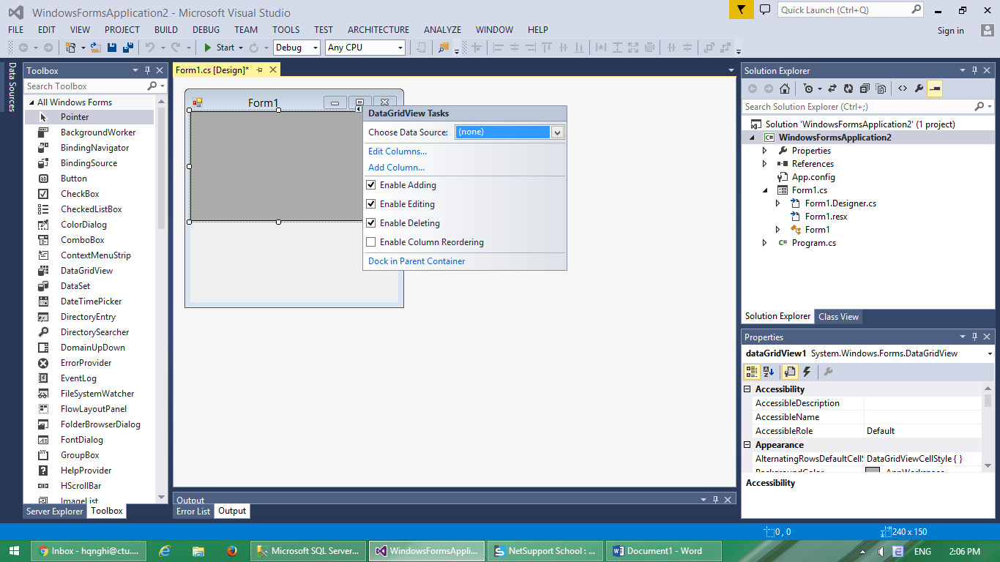 WindowsFormsApplication2 - Microsoft Visual Studio
Quick Launch (Ctrl+Q)
FILE EDIT VIEW PROJECT BUILD DEBUG TEAM TOOLS TEST ARCHITECTURE ANALYZE WINDOW HELP
Sign in
Start Debug Any CPU
Data Sources
Toolbox
Search Toolbox
All Windows Forms
Pointer
BackgroundWorker
BindingNavigator
BindingSource
Button
CheckBox
CheckedListBox
ColorDialog
ComboBox
ContextMenuStrip
DataGridView
DataSet
DateTimePicker
DirectoryEntry
DirectorySearcher
DomainUpDown
ErrorProvider
EventLog
FileSystemWatcher
FlowLayoutPanel
FolderBrowserDialog
FontDialog
GroupBox
HelpProvider
HScrollBar
ImageList
Server Explorer Toolbox
Form1.cs [Design]*
Form1
DataGridView Tasks
Choose Data Source: (none)
Edit Columns...
Add Column...
Enable Adding
Enable Editing
Enable Deleting
Enable Column Reordering
Dock in Parent Container
Output
Error List Output
Solution Explorer
Search Solution Explorer (Ctrl+;)
Solution 'WindowsFormsApplication2' (1 project)
C# WindowsFormsApplication2
Properties
References
App.config
Form1.cs
Form1.Designer.cs
Form1.resx
Form1
C# Program.cs
Solution Explorer Class View
Properties
dataGridView1 System.Windows.Forms.DataGridView
Accessibility
AccessibleDescription
AccessibleName
AccessibleRole Default
Appearance
AlternatingRowsDefaultCellS DataGridViewCellStyle { }
BackgroundColor AppWorkspace
Accessibility
0 , 0 240 x 150
Inbox - hqnghi@ctu.... Microsoft SQL Server... WindowsFormsAppli... NetSupport School : ... Document1 - Word
ENG 2:06 PM